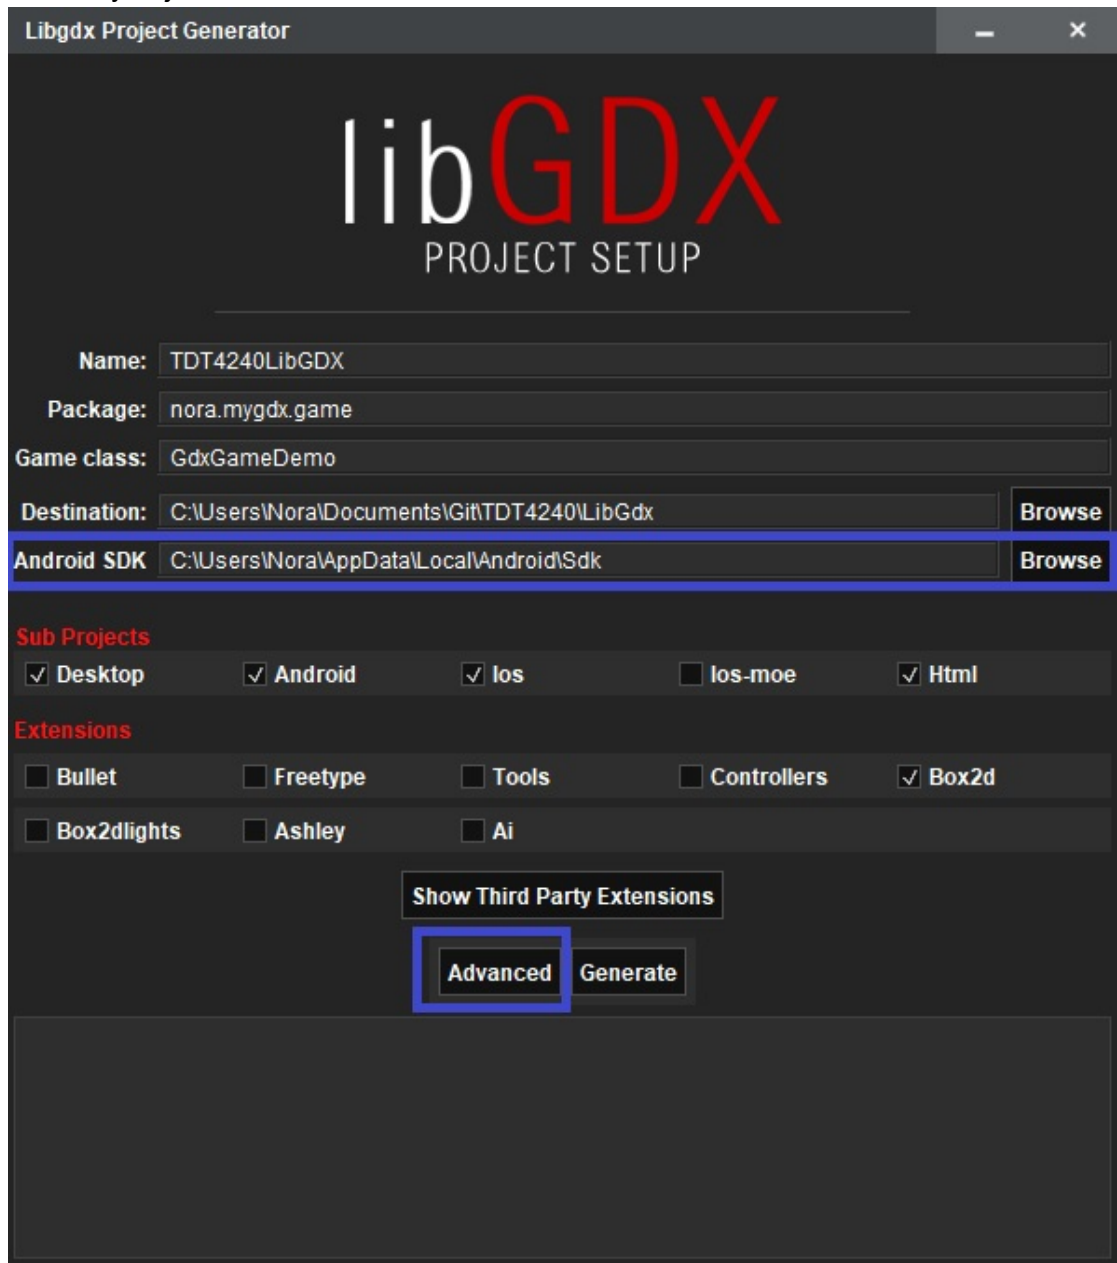 Libgdx Project Generator
libGDX
PROJECT SETUP
Name: TDT4240LibGDX
Package: nora.mygdx.game
Game class: GdxGameDemo
Destination: C:\Users\Nora\Documents\Git\TDT4240\LibGdx Browse
Android SDK C:\Users\Nora\AppData\Local\Android\Sdk Browse
Sub Projects
Desktop Android Ios Ios-moe Html
Extensions
Bullet Freetype Tools Controllers Box2d
Box2dlights Ashley Ai
Show Third Party Extensions
Advanced Generate